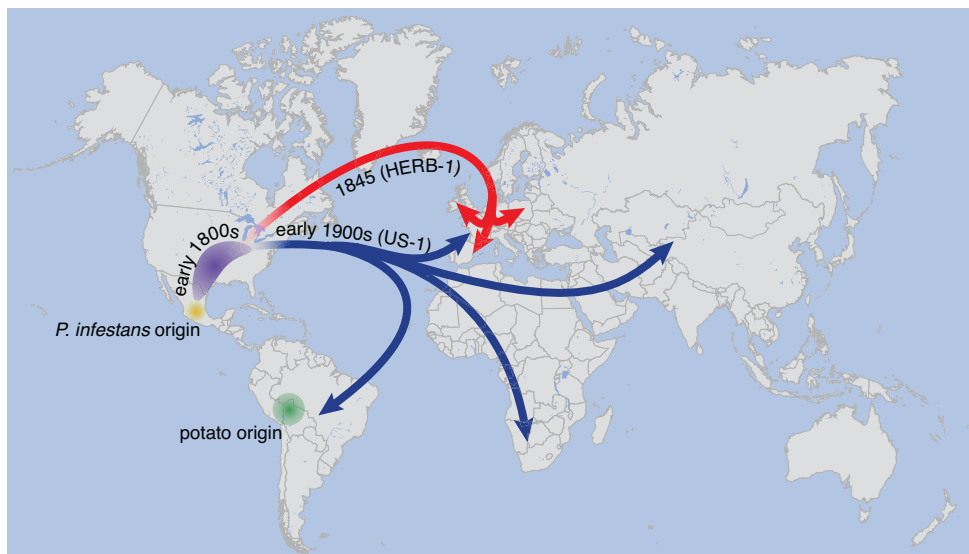 1845 (HERB-1)
early 1800s
early 1900s (US-1)
P. infestans origin
potato origin